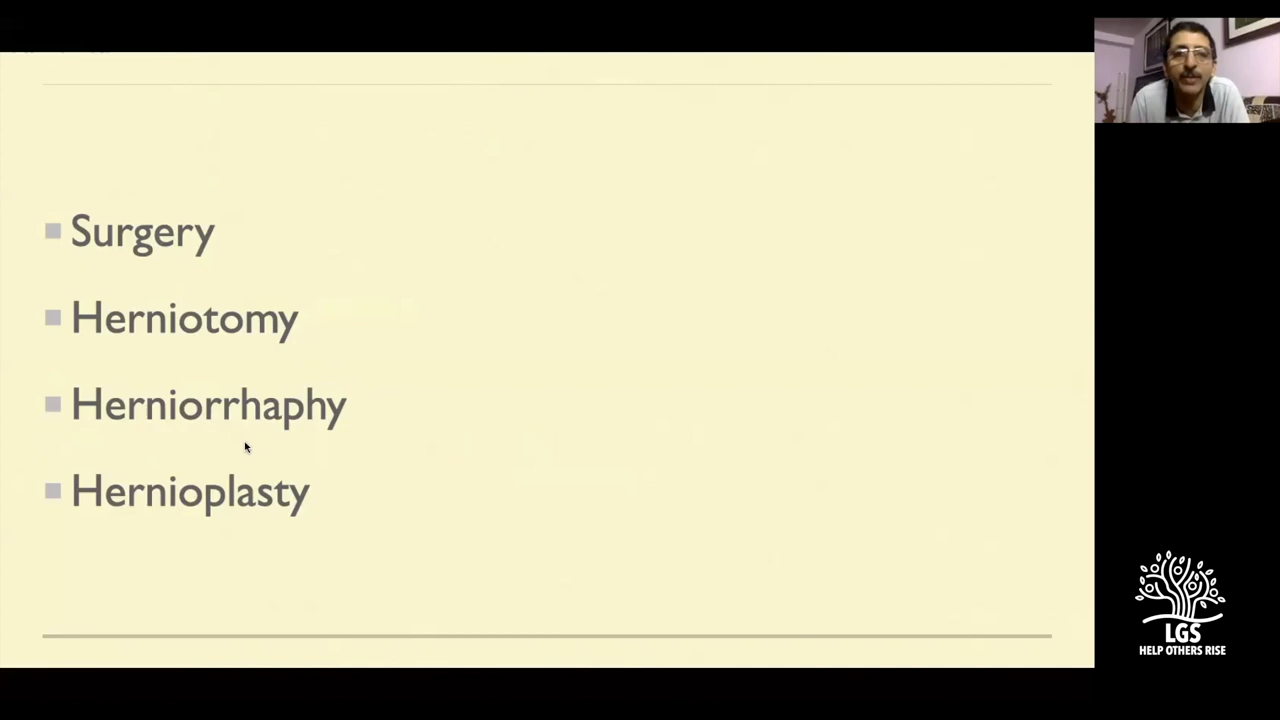 Surgery
Herniotomy
Herniorrhaphy
Hernioplasty
LGS
HELP OTHERS RISE